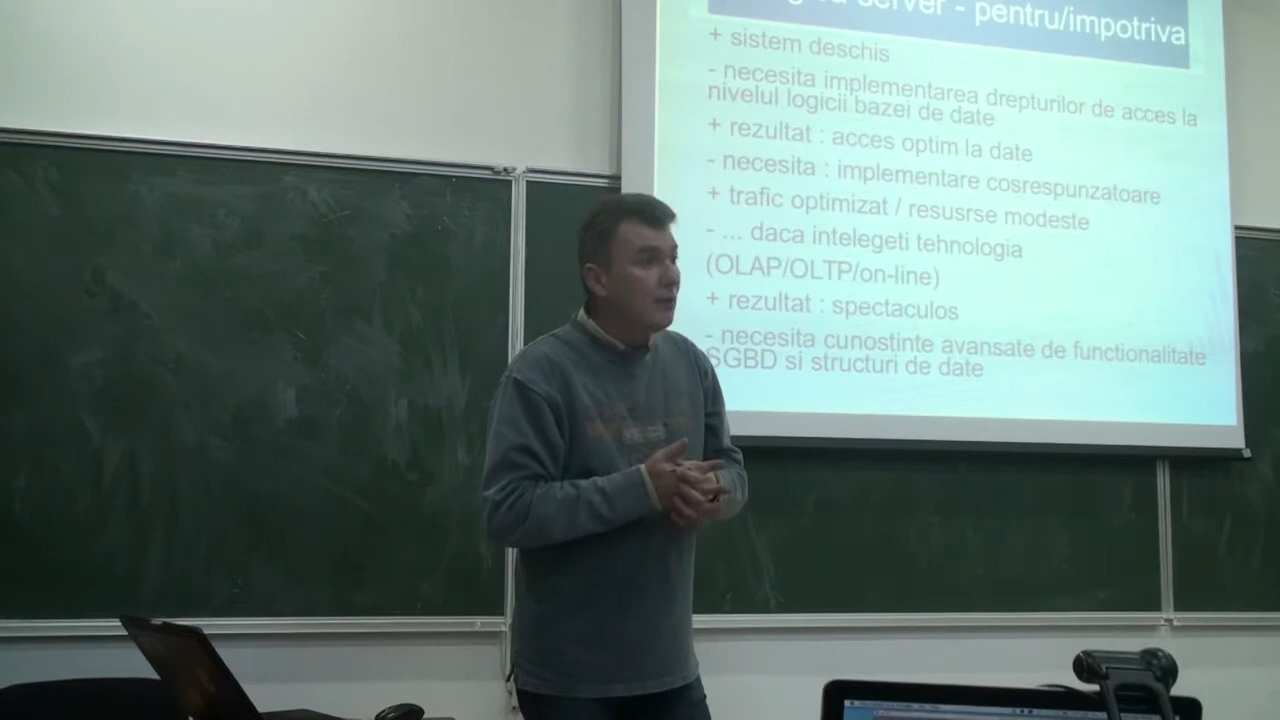 server - pentru/impotriva
+ sistem deschis
- necesita implementarea drepturilor de acces la
nivelul logicii bazei de date
+ rezultat : acces optim la date
- necesita : implementare cosrespunzatoare
+ trafic optimizat / resusrse modeste
- ... daca intelegeti tehnologia
(OLAP/OLTP/on-line)
+ rezultat : spectaculos
- necesita cunostinte avansate de functionalitate
SGBD si structuri de date